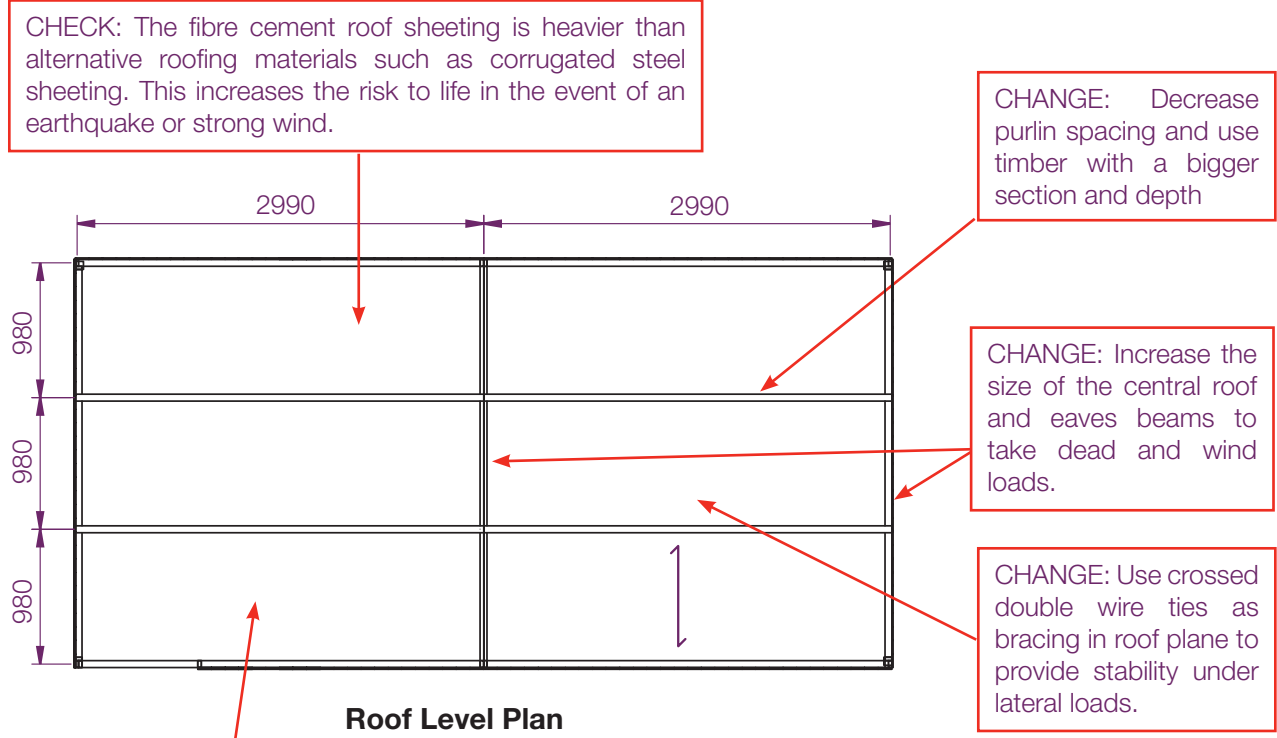 CHECK: The fibre cement roof sheeting is heavier than
alternative roofing materials such as corrugated steel
sheeting. This increases the risk to life in the event of an
earthquake or strong wind.
CHANGE: Decrease
purlin spacing and use
timber with a bigger
section and depth
2990
2990
980
980
980
CHANGE: Increase the
size of the central roof
and eaves beams to
take dead and wind
loads.
CHANGE: Use crossed
double wire ties as
bracing in roof plane to
provide stability under
lateral loads.
Roof Level Plan